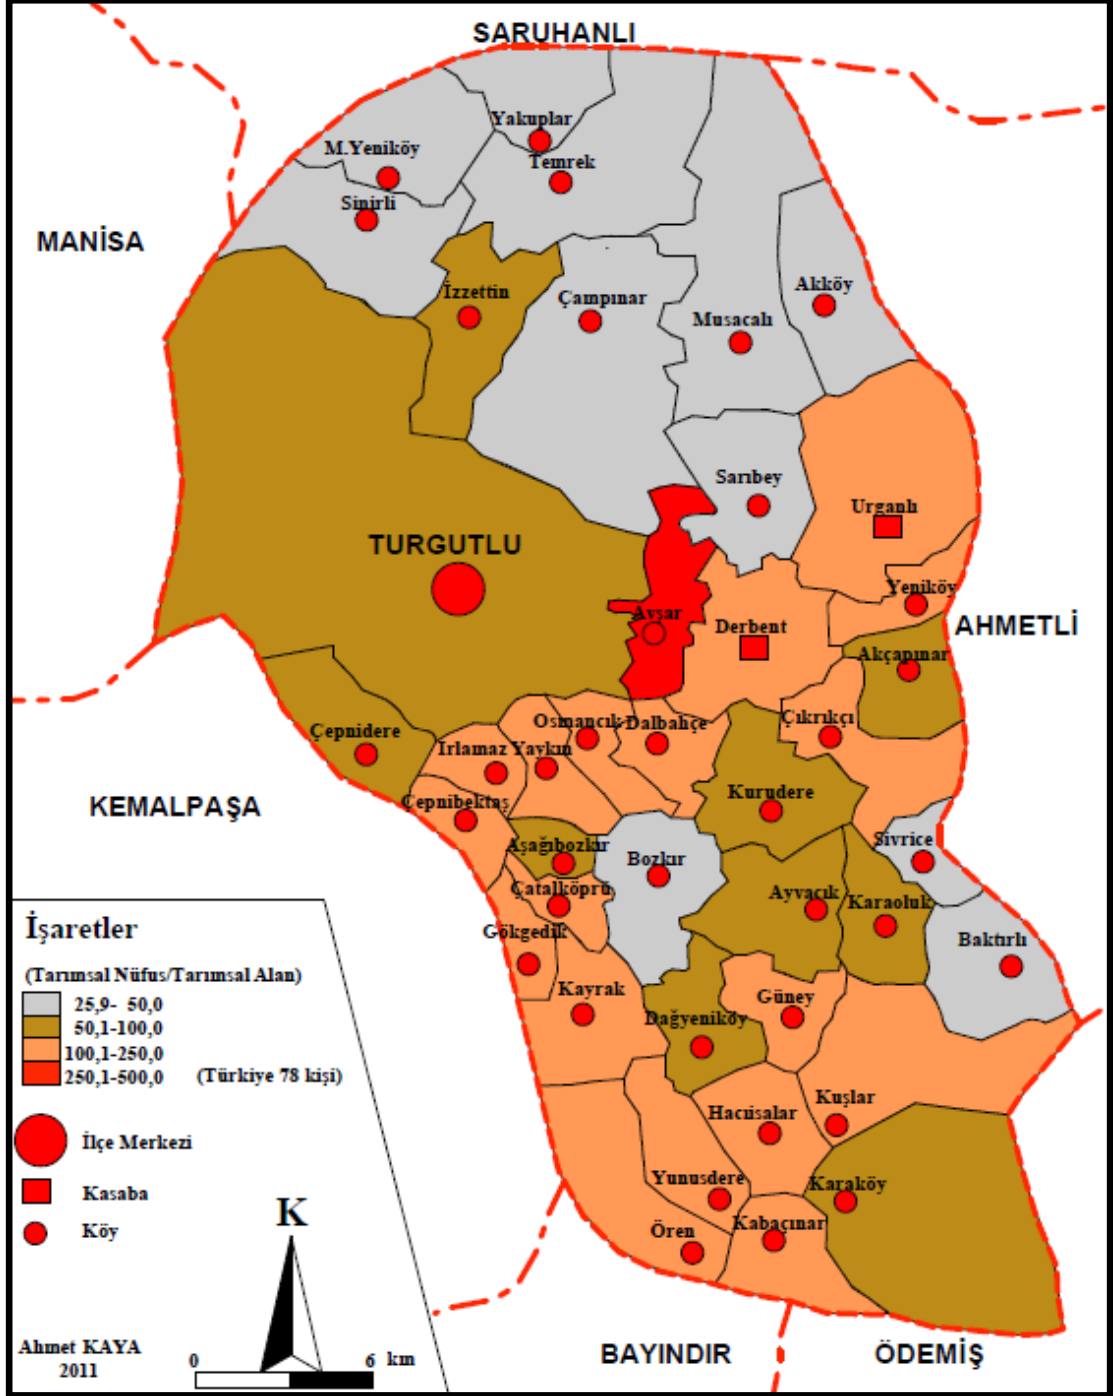 SARUHANLI
Yakuplar
M.Yeniköy
Temrek
Sinirli
MANİSA
Akköy
İzzettin
Çampınar
Musacalı
Sarıbey
Urganlı
TURGUTLU
Yeniköy
Avşar
Derbent
AHMETLİ
Akçapınar
Çıkrıkçı
Osmancık
Dalbahçe
Çepnidere
Irlamaz
Yaykın
Kurudere
KEMALPAŞA
Çepnibektaş
Aşağıbozkır
Bozkır
Sivrice
Çatalköprü
Ayvacık
Karaoluk
Gökgedik
Baktırlı
Kayrak
Güney
Dağyeniköy
Hacıisalar
Kuşlar
Yunusdere
Karaköy
Ören
Kabaçınar
İşaretler
(Tarımsal Nüfus/Tarımsal Alan)
25,9- 50,0
50,1-100,0
100,1-250,0
250,1-500,0 (Türkiye 78 kişi)
İlçe Merkezi
Kasaba
Köy
K
Ahmet KAYA
2011
0 6 km
BAYINDIR
ÖDEMİŞ